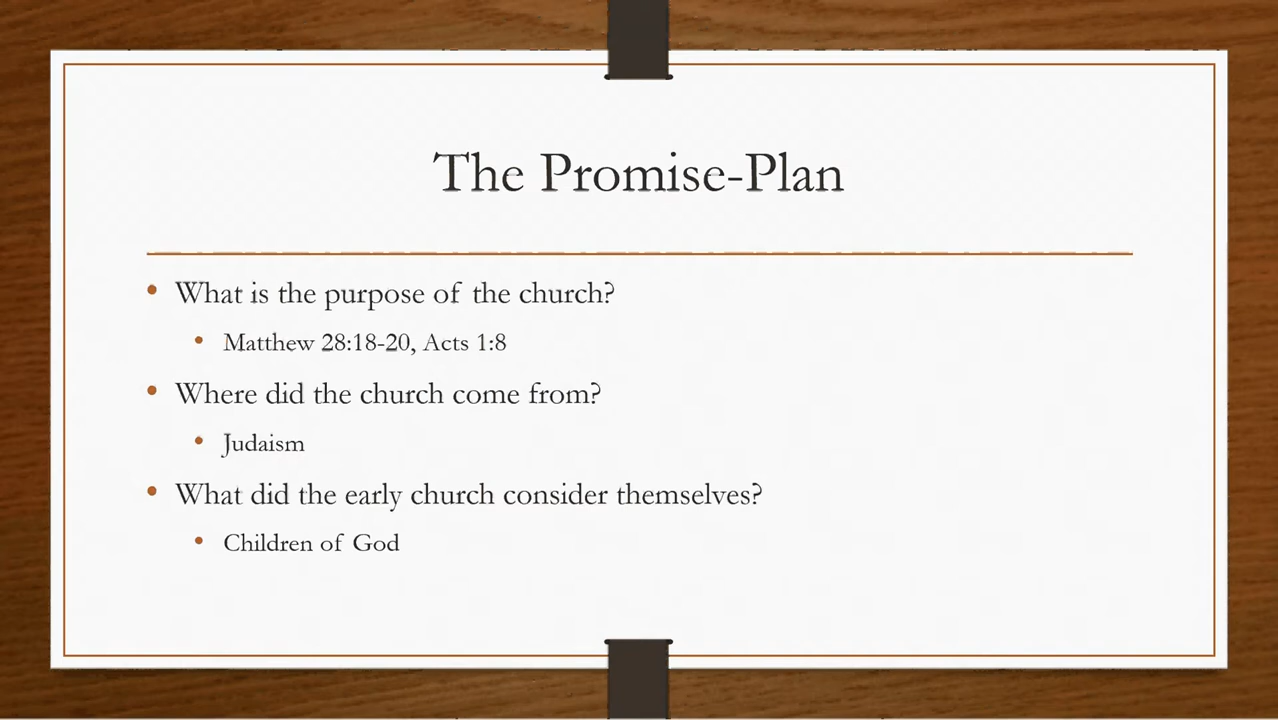 The Promise-Plan
• What is the purpose of the church?
• Matthew 28:18-20, Acts 1:8
• Where did the church come from?
• Judaism
• What did the early church consider themselves?
• Children of God